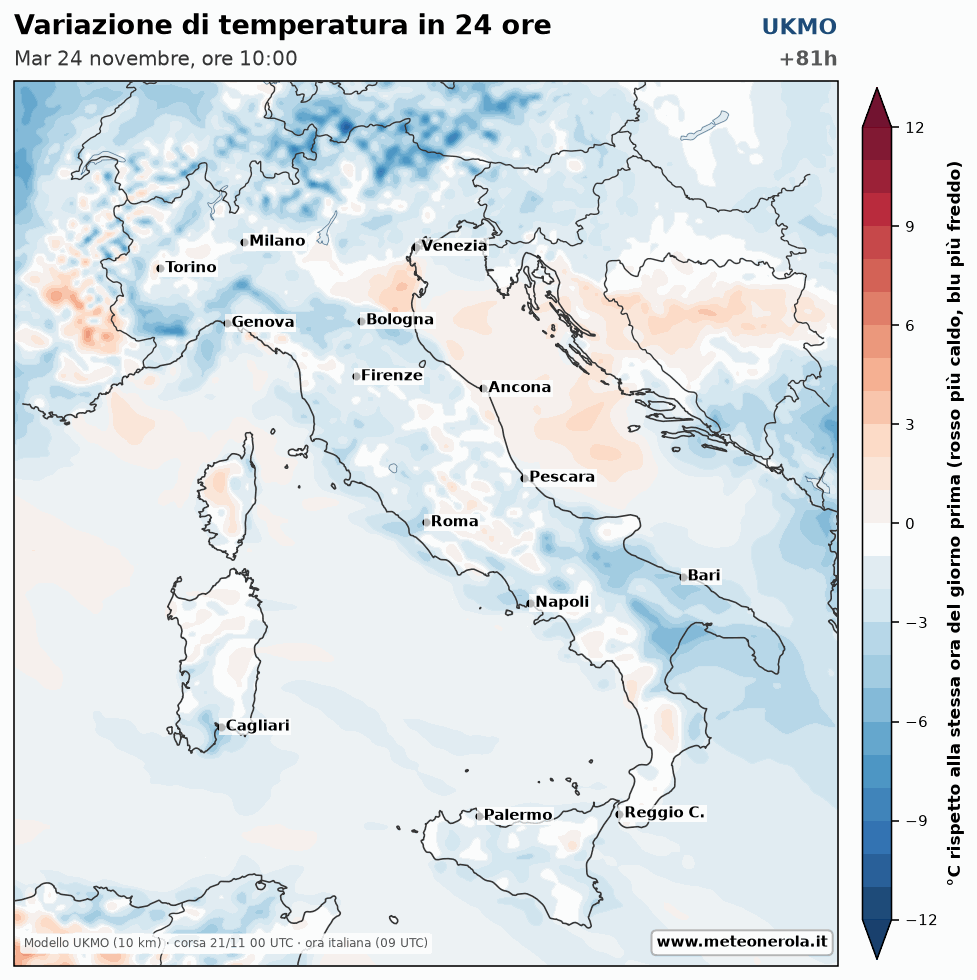 Variazione di temperatura in 24 ore
UKMO
Mar 24 novembre, ore 10:00
+81h
Milano
Venezia
Torino
Genova
Bologna
Firenze
Ancona
Pescara
Roma
Bari
Napoli
Cagliari
Palermo
Reggio C.
12
9
6
3
0
−3
−6
−9
−12
°C rispetto alla stessa ora del giorno prima (rosso più caldo, blu più freddo)
Modello UKMO (10 km) · corsa 21/11 00 UTC · ora italiana (09 UTC)
www.meteonerola.it